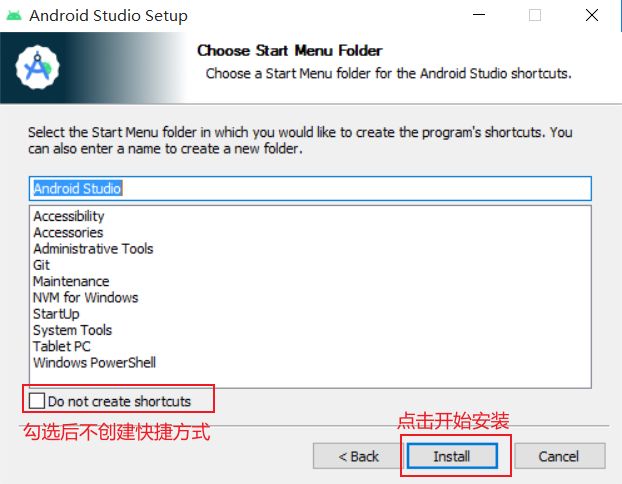 Android Studio Setup
Choose Start Menu Folder
Choose a Start Menu folder for the Android Studio shortcuts.
Select the Start Menu folder in which you would like to create the program's shortcuts. You
can also enter a name to create a new folder.
Android Studio
Accessibility
Accessories
Administrative Tools
Git
Maintenance
NVM for Windows
StartUp
System Tools
Tablet PC
Windows PowerShell
Do not create shortcuts
勾选后不创建快捷方式
点击开始安装
< Back
Install
Cancel